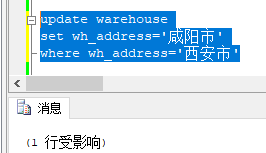 update warehouse
set wh_address='咸阳市'
where wh_address='西安市'
消息
(1 行受影响)